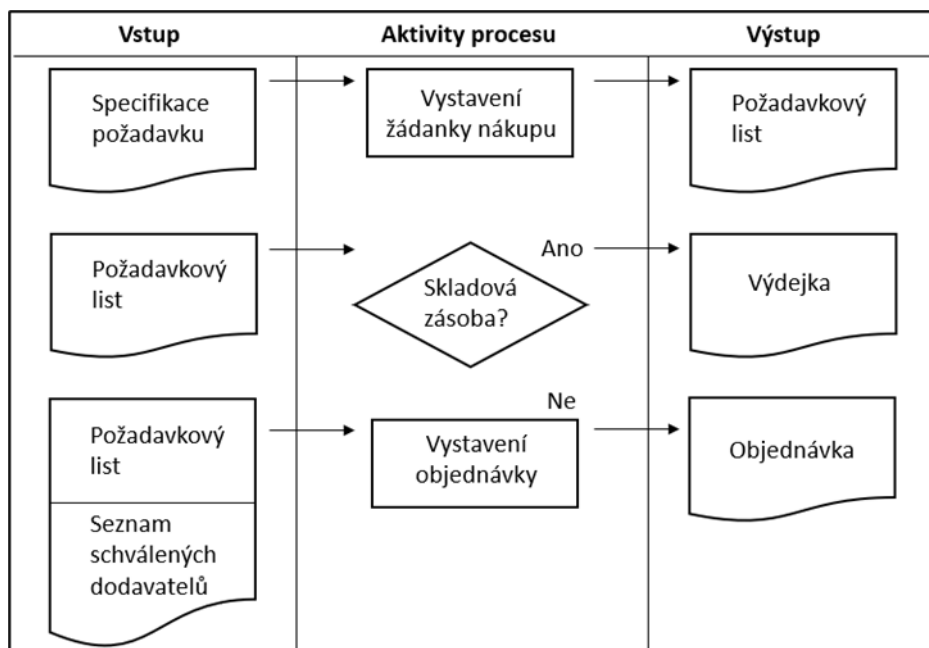 Vstup
Aktivity procesu
Výstup
Specifikace
požadavku
Vystavení
žádanky nákupu
Požadavkový
list
Požadavkový
list
Skladová
zásoba?
Ano
Výdejka
Požadavkový
list
Seznam
schválených
dodavatelů
Ne
Vystavení
objednávky
Objednávka